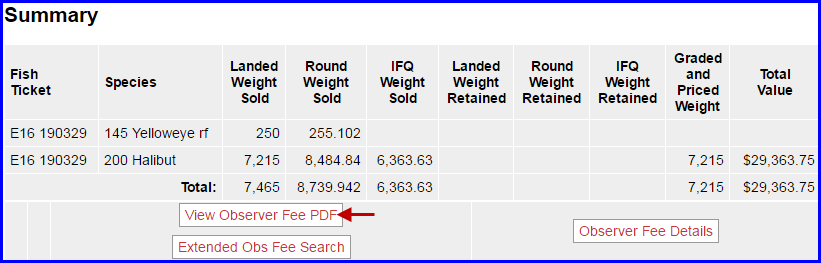 Summary
Fish Ticket Species Landed Weight Sold Round Weight Sold IFQ Weight Sold Landed Weight Retained Round Weight Retained IFQ Weight Retained Graded and Priced Weight Total Value
E16 190329 145 Yelloweye rf 250 255.102
E16 190329 200 Halibut 7,215 8,484.84 6,363.63 7,215 $29,363.75
Total: 7,465 8,739.942 6,363.63 7,215 $29,363.75
View Observer Fee PDF
Extended Obs Fee Search
Observer Fee Details